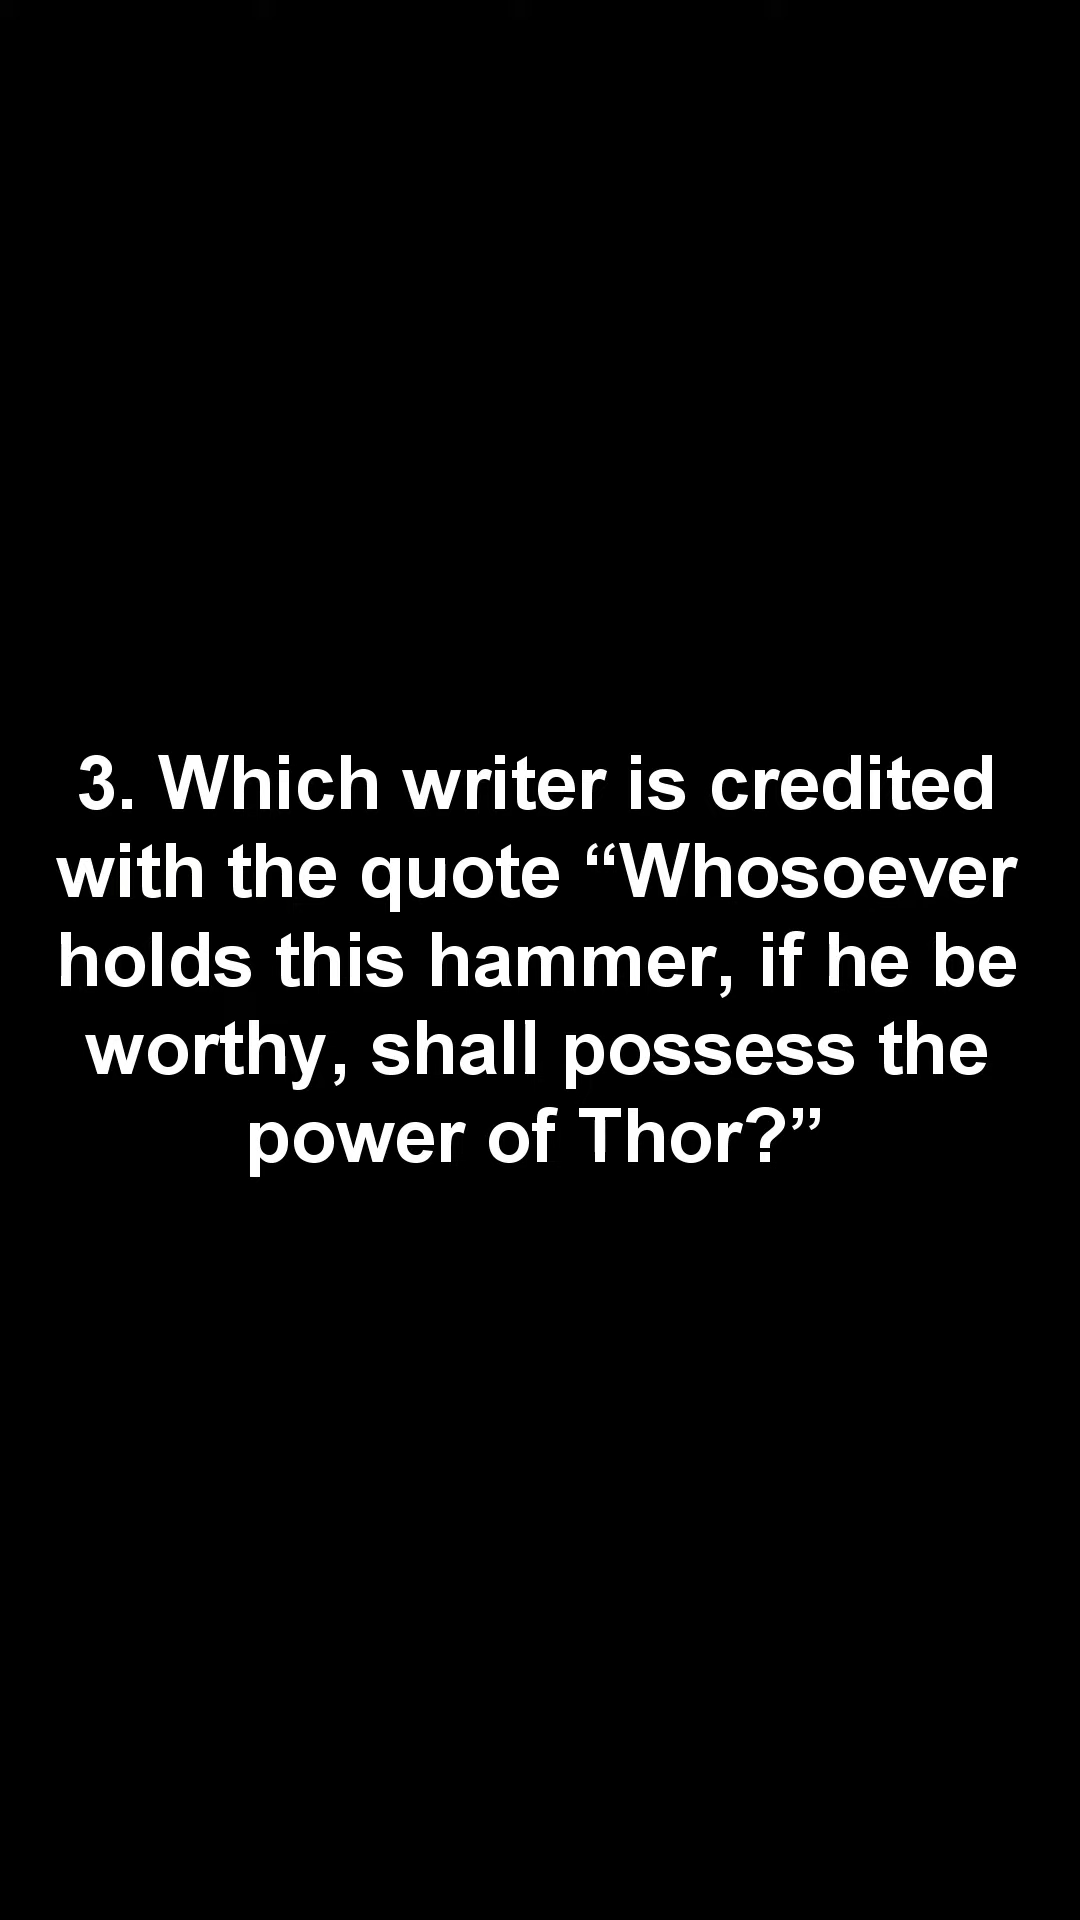 3. Which writer is credited
with the quote “Whosoever
holds this hammer, if he be
worthy, shall possess the
power of Thor?”